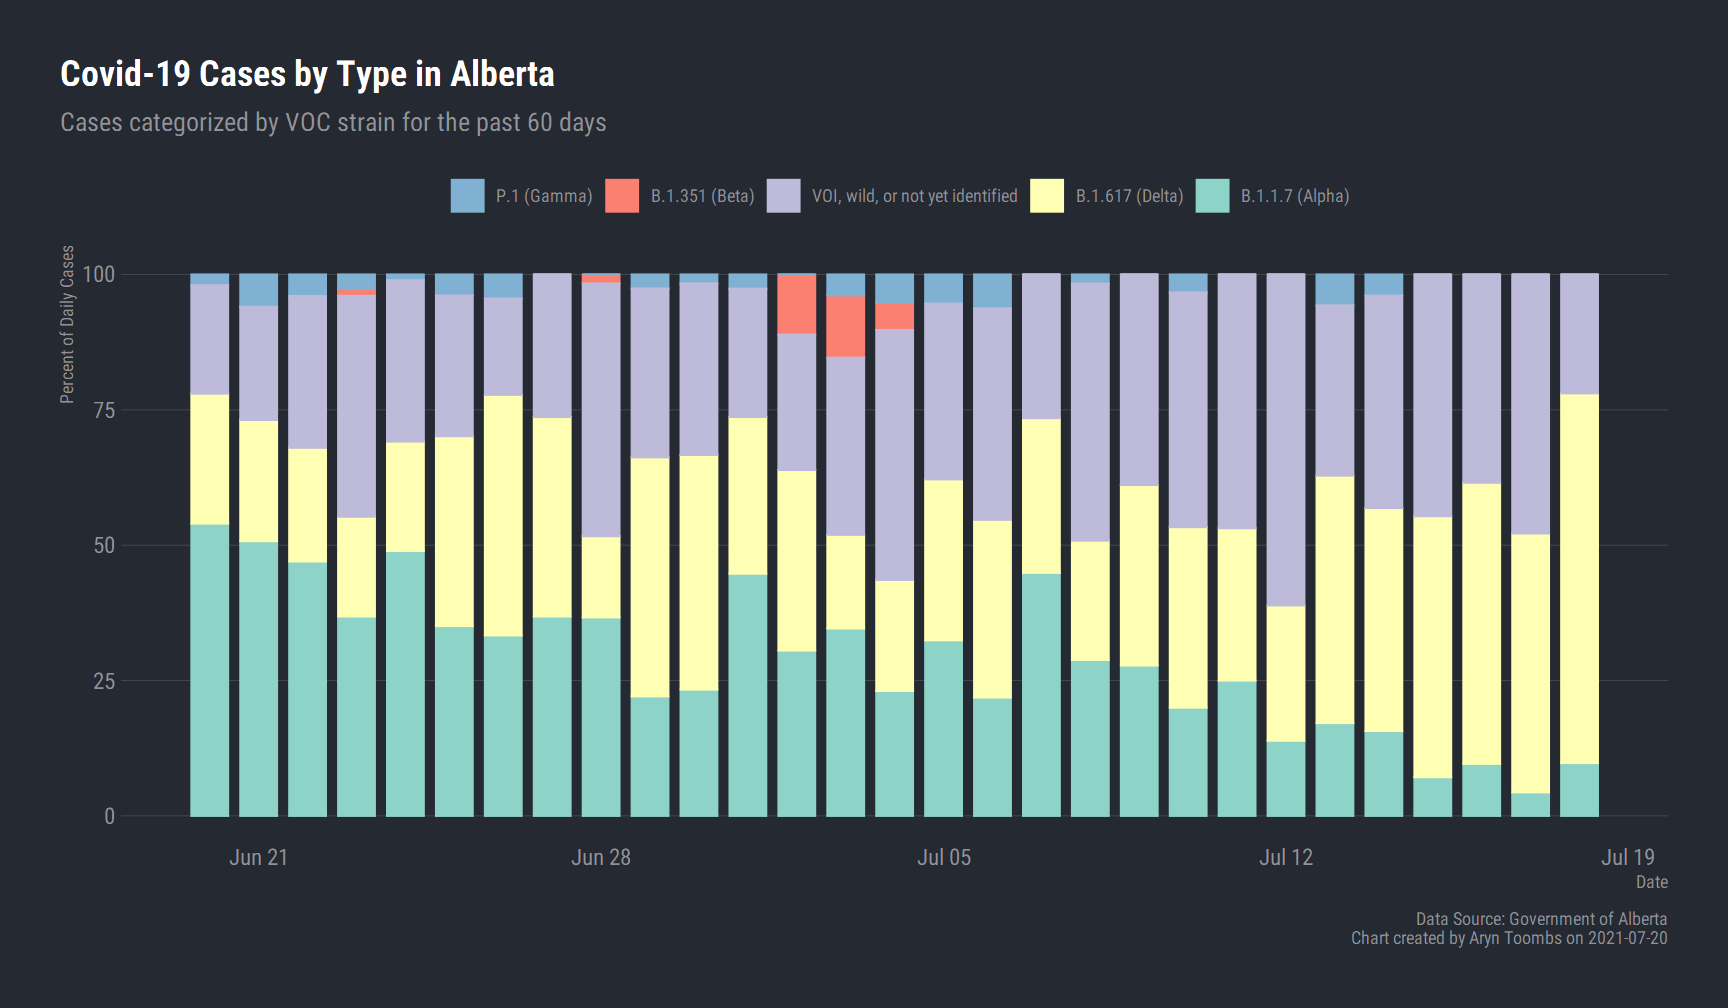 Covid-19 Cases by Type in Alberta
Cases categorized by VOC strain for the past 60 days
P.1 (Gamma) B.1.351 (Beta) VOI, wild, or not yet identified B.1.617 (Delta) B.1.1.7 (Alpha)
Percent of Daily Cases
100
75
50
25
0
Jun 21 Jun 28 Jul 05 Jul 12 Jul 19
Date
Data Source: Government of Alberta
Chart created by Aryn Toombs on 2021-07-20